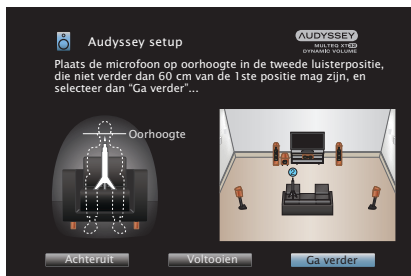 Audyssey setup
AUDYSSEY
MULTEQ XT32
DYNAMIC VOLUME
Plaats de microfoon op oorhoogte in de tweede luisterpositie,
die niet verder dan 60 cm van de 1ste positie mag zijn, en
selecteer dan “Ga verder”...
Oorhoogte
2
Achteruit
Voltooien
Ga verder